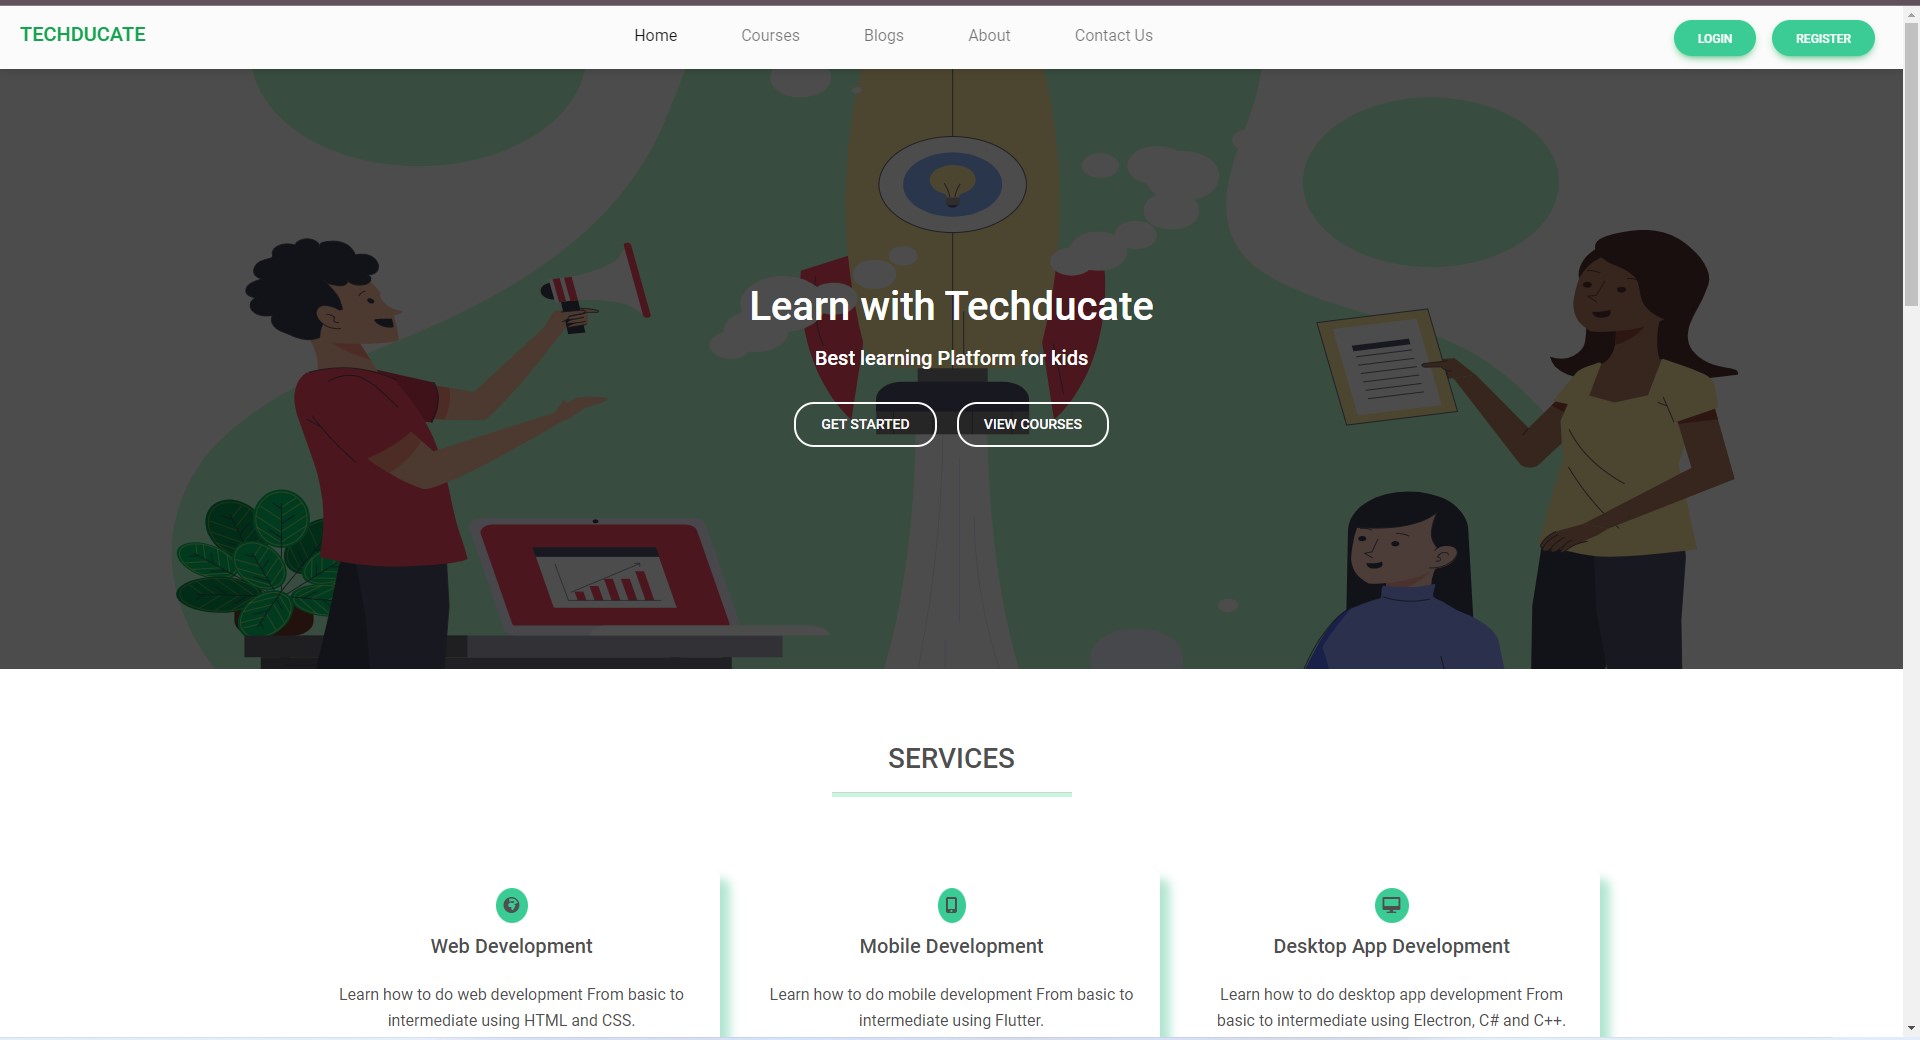 TECHDUCATE
Home Courses Blogs About Contact Us
LOGIN REGISTER
Learn with Techducate
Best learning Platform for kids
GET STARTED VIEW COURSES
SERVICES
Web Development
Learn how to do web development From basic to
intermediate using HTML and CSS.
Mobile Development
Learn how to do mobile development From basic to
intermediate using Flutter.
Desktop App Development
Learn how to do desktop app development From
basic to intermediate using Electron, C# and C++.